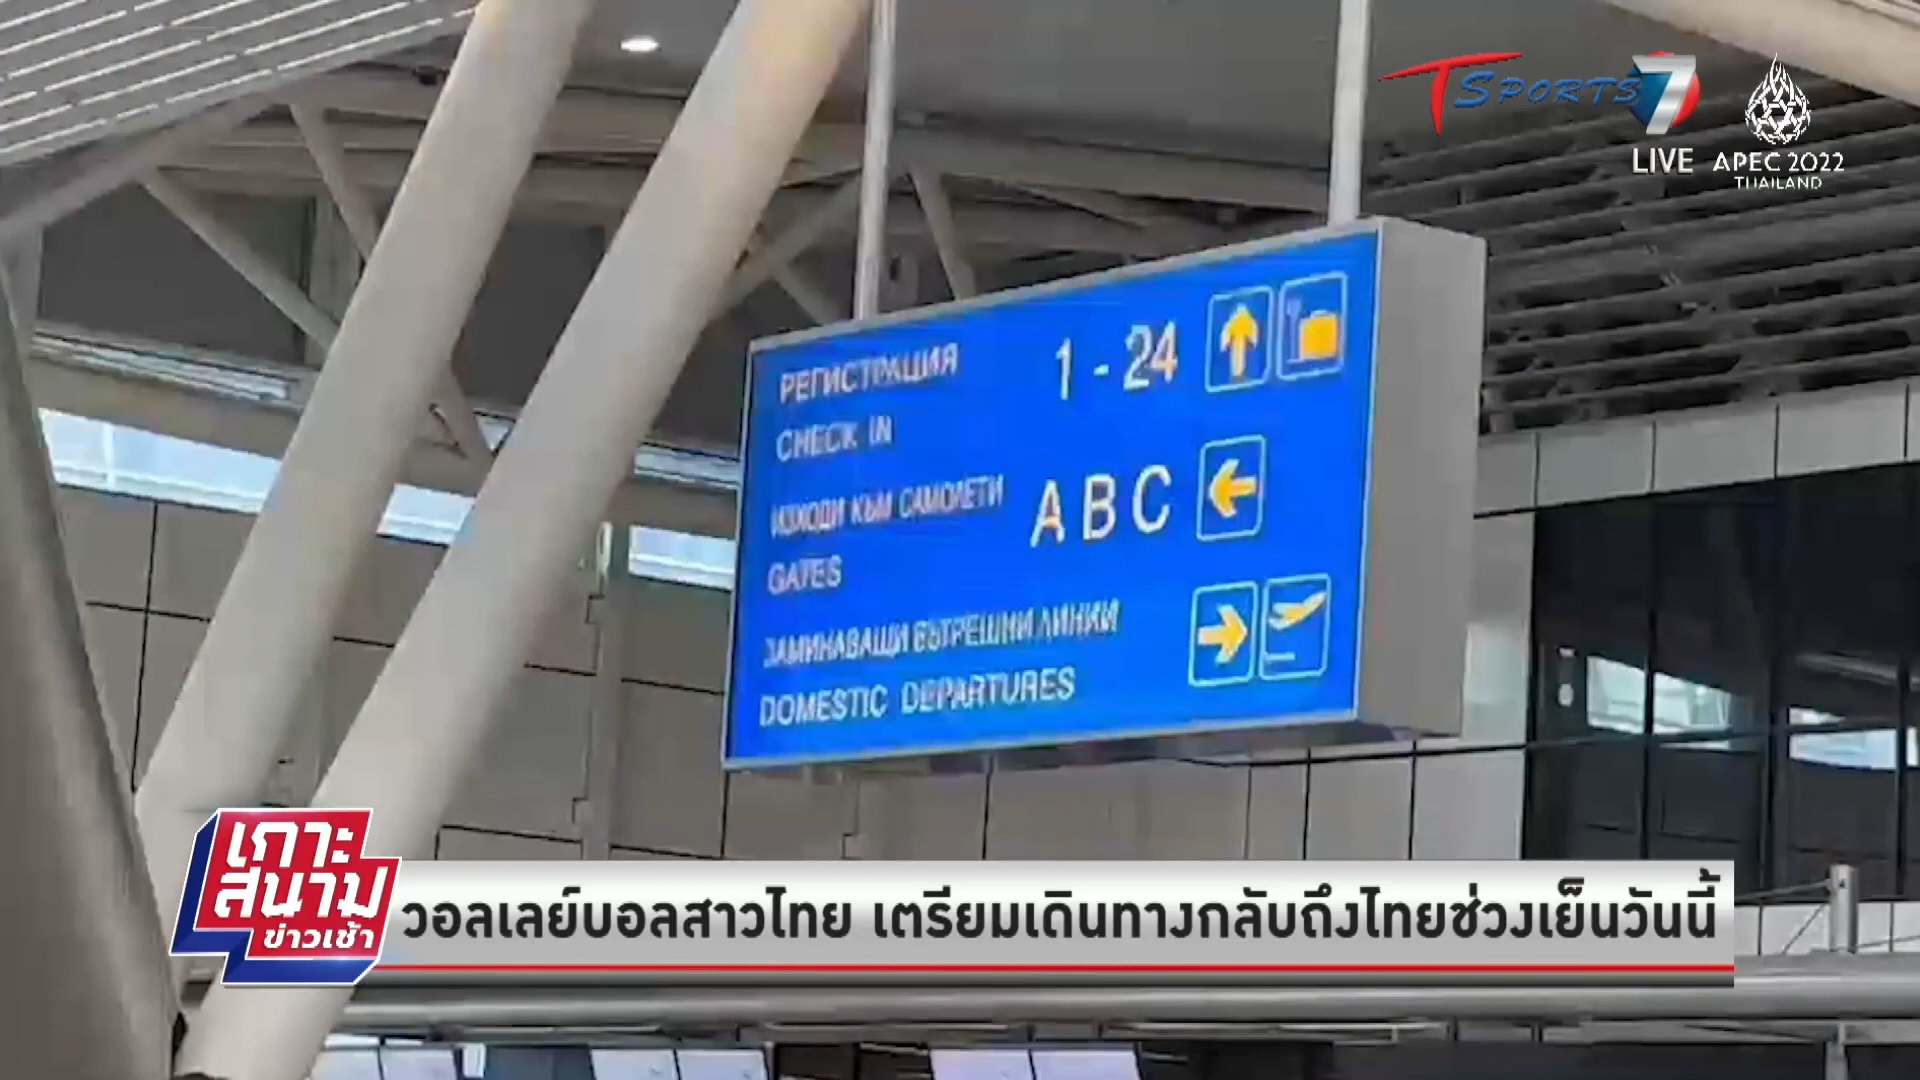 TSPORTS 7
LIVE
APEC 2022
THAILAND
РЕГИСТРАЦИЯ 1 - 24
CHECK IN
ИЗХОДИ КЪМ САМОЛЕТИ A B C
GATES
ЗАМИНАВАЩИ ВЪТРЕШНИ ЛИНИИ
DOMESTIC DEPARTURES
เกาะ
สนาม
ข่าวเช้า
วอลเลย์บอลสาวไทย เตรียมเดินทางกลับถึงไทยช่วงเย็นวันนี้